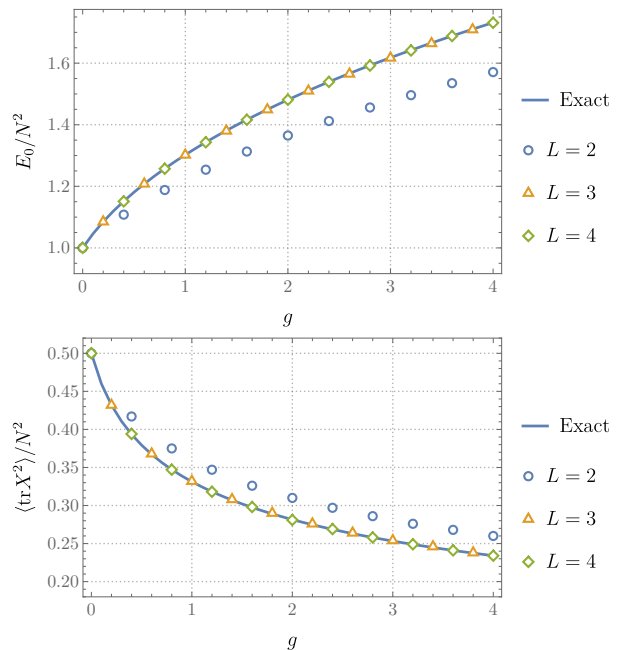 E₀/N²
1.6
1.4
1.2
1.0
0 1 2 3 4
g
Exact
L = 2
L = 3
L = 4
⟨trX²⟩/N²
0.50
0.45
0.40
0.35
0.30
0.25
0.20
0 1 2 3 4
g
Exact
L = 2
L = 3
L = 4